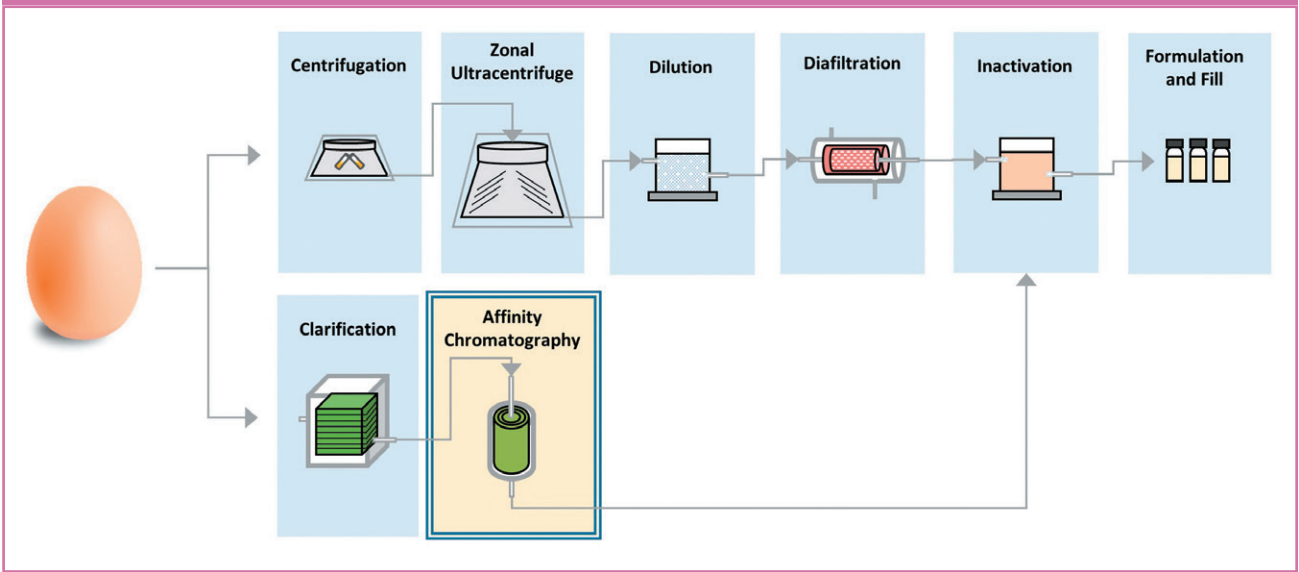 Centrifugation
Zonal
Ultracentrifuge
Dilution
Diafiltration
Inactivation
Formulation
and Fill
Clarification
Affinity
Chromatography